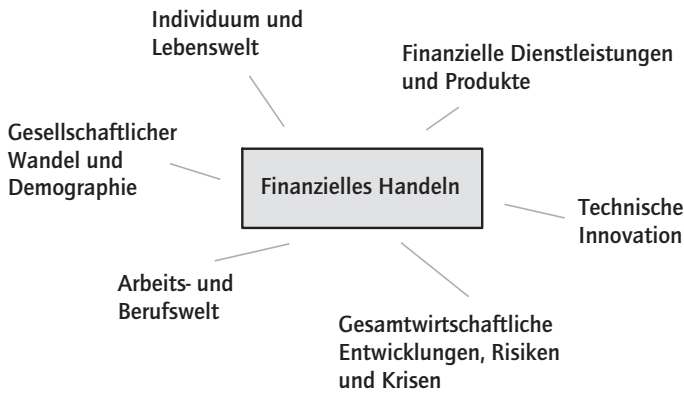 Individuum und
Lebenswelt
Finanzielle Dienstleistungen
und Produkte
Gesellschaftlicher
Wandel und
Demographie
Finanzielles Handeln
Technische
Innovation
Arbeits- und
Berufswelt
Gesamtwirtschaftliche
Entwicklungen, Risiken
und Krisen